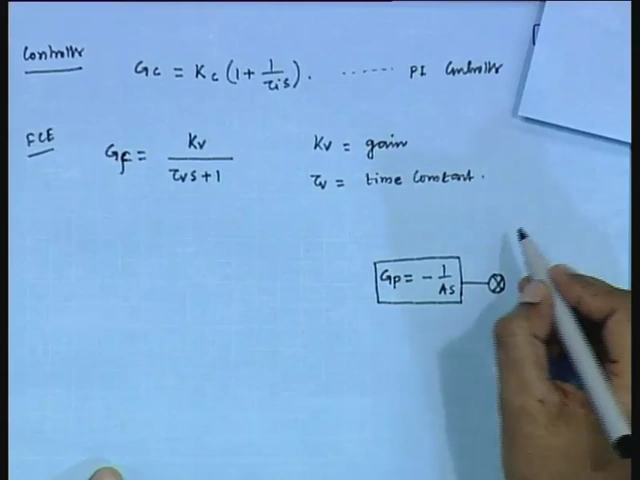 Controller Gc = Kc (1 + 1/τis). ...... PI Controller
FCE Gf = Kv / τvs + 1 Kv = gain
τv = time Constant.
Gp = - 1/As